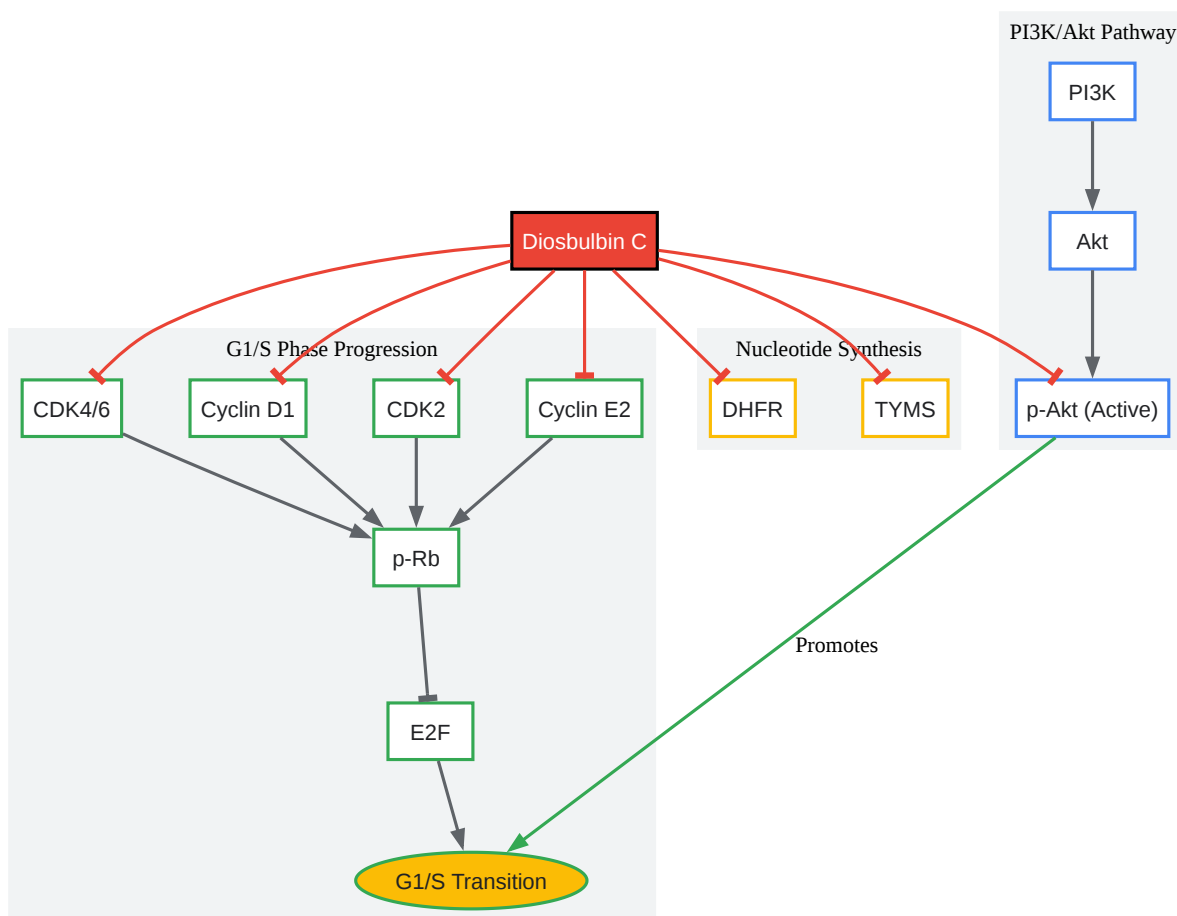 PI3K/Akt Pathway
PI3K
Diosbulbin C
Akt
G1/S Phase Progression
Nucleotide Synthesis
CDK4/6
Cyclin D1
CDK2
Cyclin E2
DHFR
TYMS
p-Akt (Active)
p-Rb
Promotes
E2F
G1/S Transition